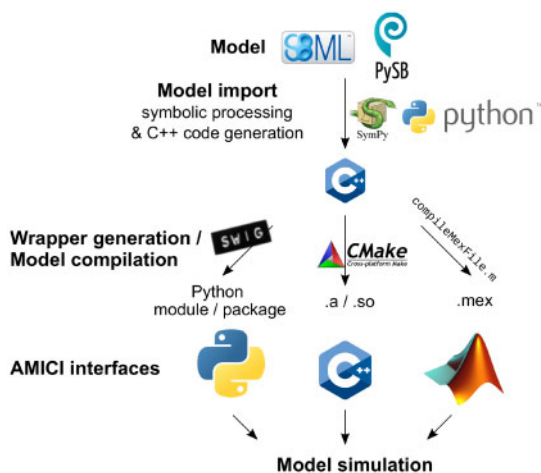 Model
SBML
PySB
Model import
symbolic processing
& C++ code generation
SymPy
python™
C++
Wrapper generation /
Model compilation
SWIG
CMake
Cross-platform Make
compileMexFile.m
Python
module / package
.a / .so
.mex
AMICI interfaces
C++
Model simulation